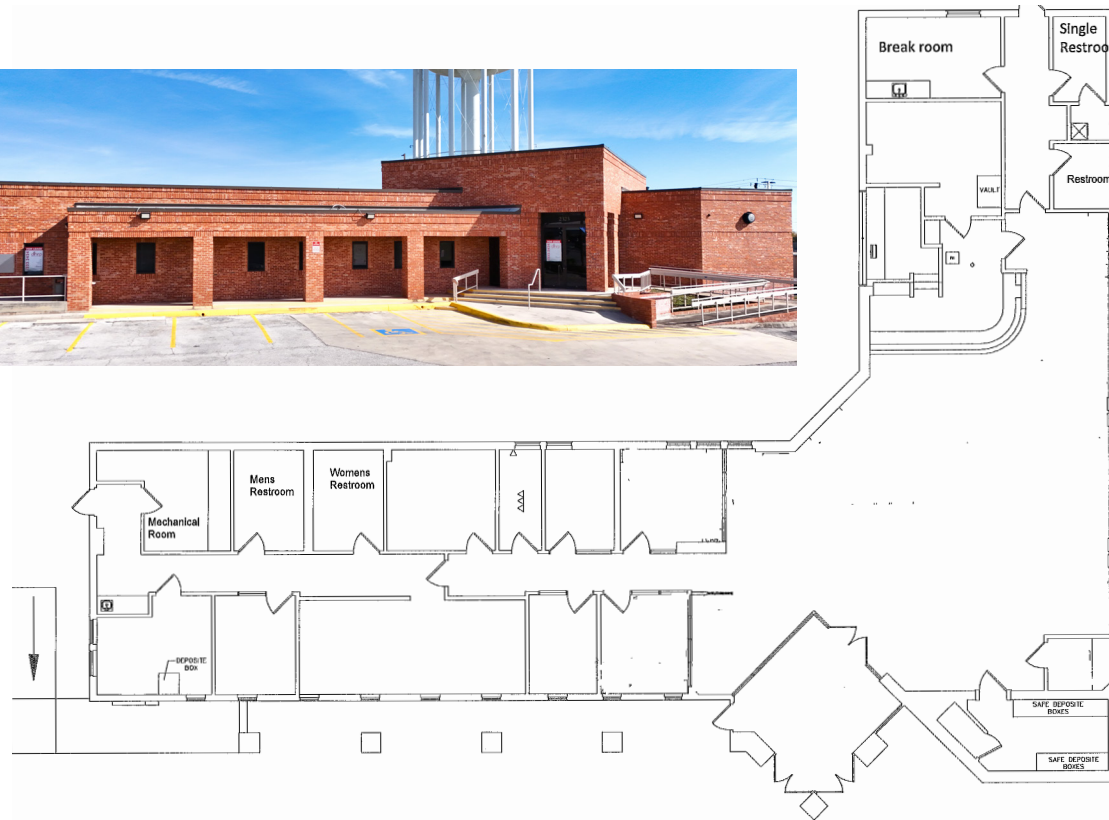 Break room
Single
Restroo
VAULT
Restroom
Mens
Restroom
Womens
Restroom
Mechanical
Room
DEPOSITE
BOX
SAFE DEPOSITE
BOXES
SAFE DEPOSITE
BOXES